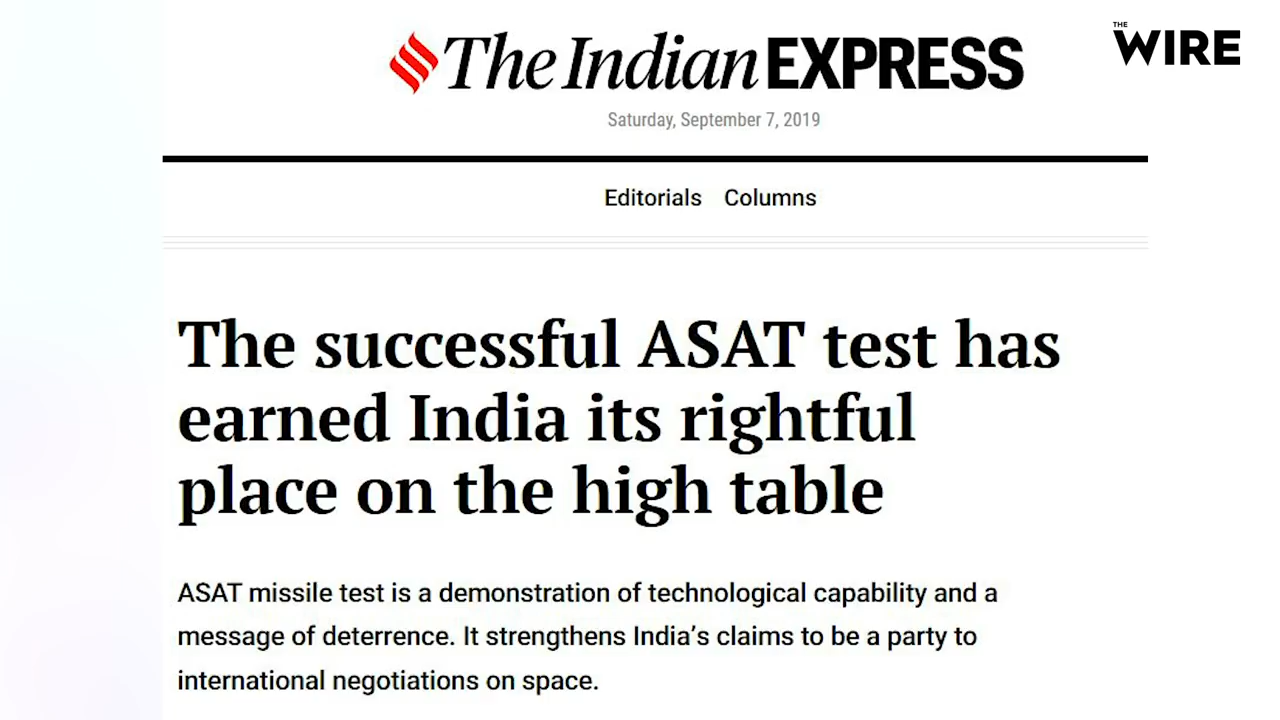 The Indian EXPRESS
THE
WIRE
Saturday, September 7, 2019
Editorials Columns
The successful ASAT test has
earned India its rightful
place on the high table
ASAT missile test is a demonstration of technological capability and a
message of deterrence. It strengthens India's claims to be a party to
international negotiations on space.